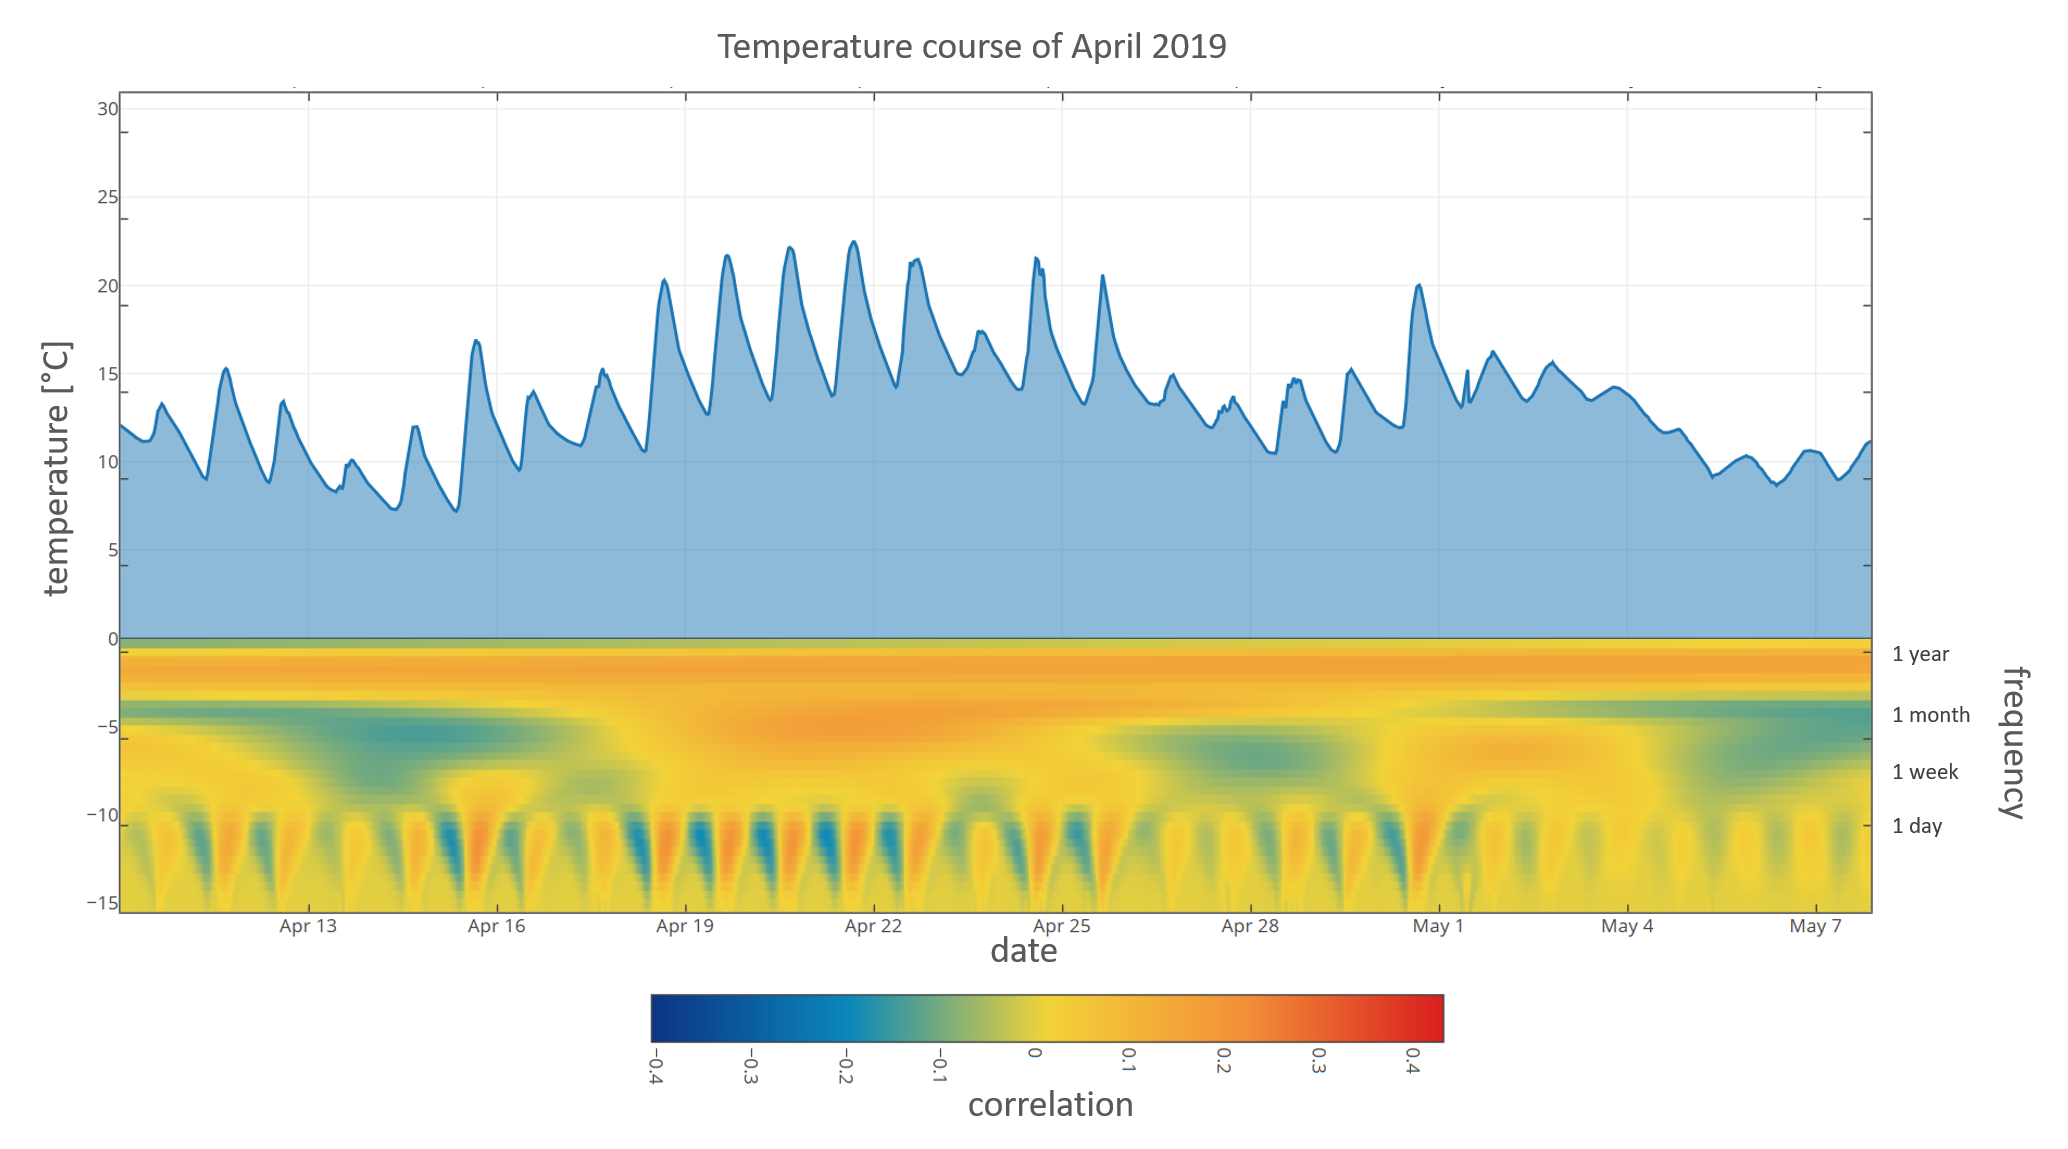 Temperature course of April 2019
30
25
20
15
10
5
0
−5
−10
−15
temperature [°C]
1 year
1 month
1 week
1 day
frequency
Apr 13 Apr 16 Apr 19 Apr 22 Apr 25 Apr 28 May 1 May 4 May 7
date
-0.4 -0.3 -0.2 -0.1 0 0.1 0.2 0.3 0.4
correlation